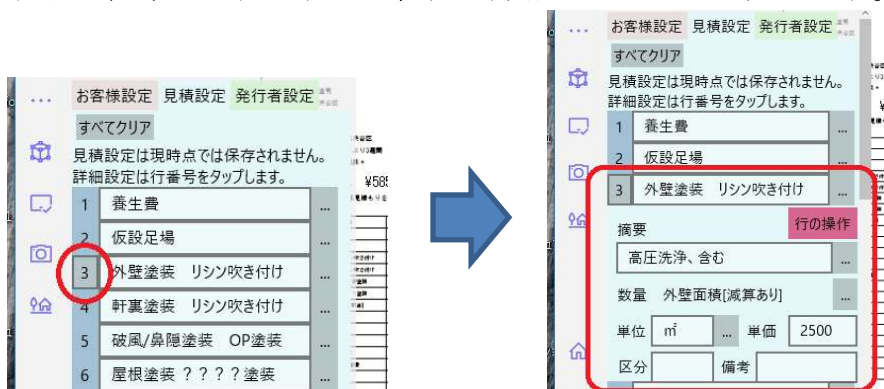 お客様設定 見積設定 発行者設定
すべてクリア
見積設定は現時点では保存されません。
詳細設定は行番号をタップします。
1 養生費 ...
2 仮設足場 ...
3 外壁塗装 リシン吹き付け ...
4 軒裏塗装 リシン吹き付け ...
5 破風/鼻隠塗装 OP塗装 ...
6 屋根塗装？？？？塗装 ...
¥585
お客様設定 見積設定 発行者設定
すべてクリア
見積設定は現時点では保存されません。
詳細設定は行番号をタップします。
1 養生費 ...
2 仮設足場 ...
3 外壁塗装 リシン吹き付け ...
摘要 行の操作
高圧洗浄、含む ...
数量 外壁面積[減算あり] ...
単位 ㎡ ... 単価 2500
区分 備考